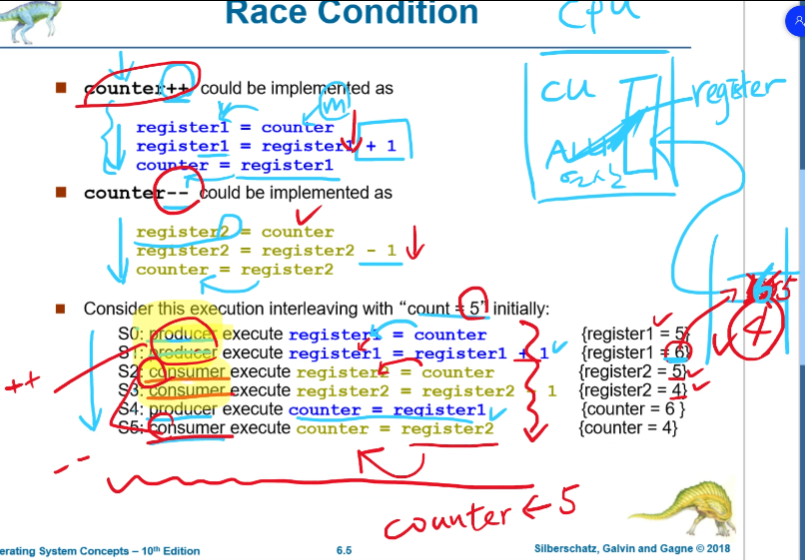 Race Condition
cpu
counter++ could be implemented as
m
CU
register
register1 = counter
register1 = register1 + 1
counter = register1
counter-- could be implemented as
register2 = counter
register2 = register2 - 1
counter = register2
Consider this execution interleaving with “count = 5” initially:
S0: producer execute register1 = counter {register1 = 5}
S1: producer execute register1 = register1 + 1 {register1 = 6}
S2: consumer execute register2 = counter {register2 = 5}
S3: consumer execute register2 = register2 1 {register2 = 4}
S4: producer execute counter = register1 {counter = 6 }
S5: consumer execute counter = register2 {counter = 4}
5
4
++
--
counter ← 5
erating System Concepts – 10th Edition 6.5 Silberschatz, Galvin and Gagne © 2018